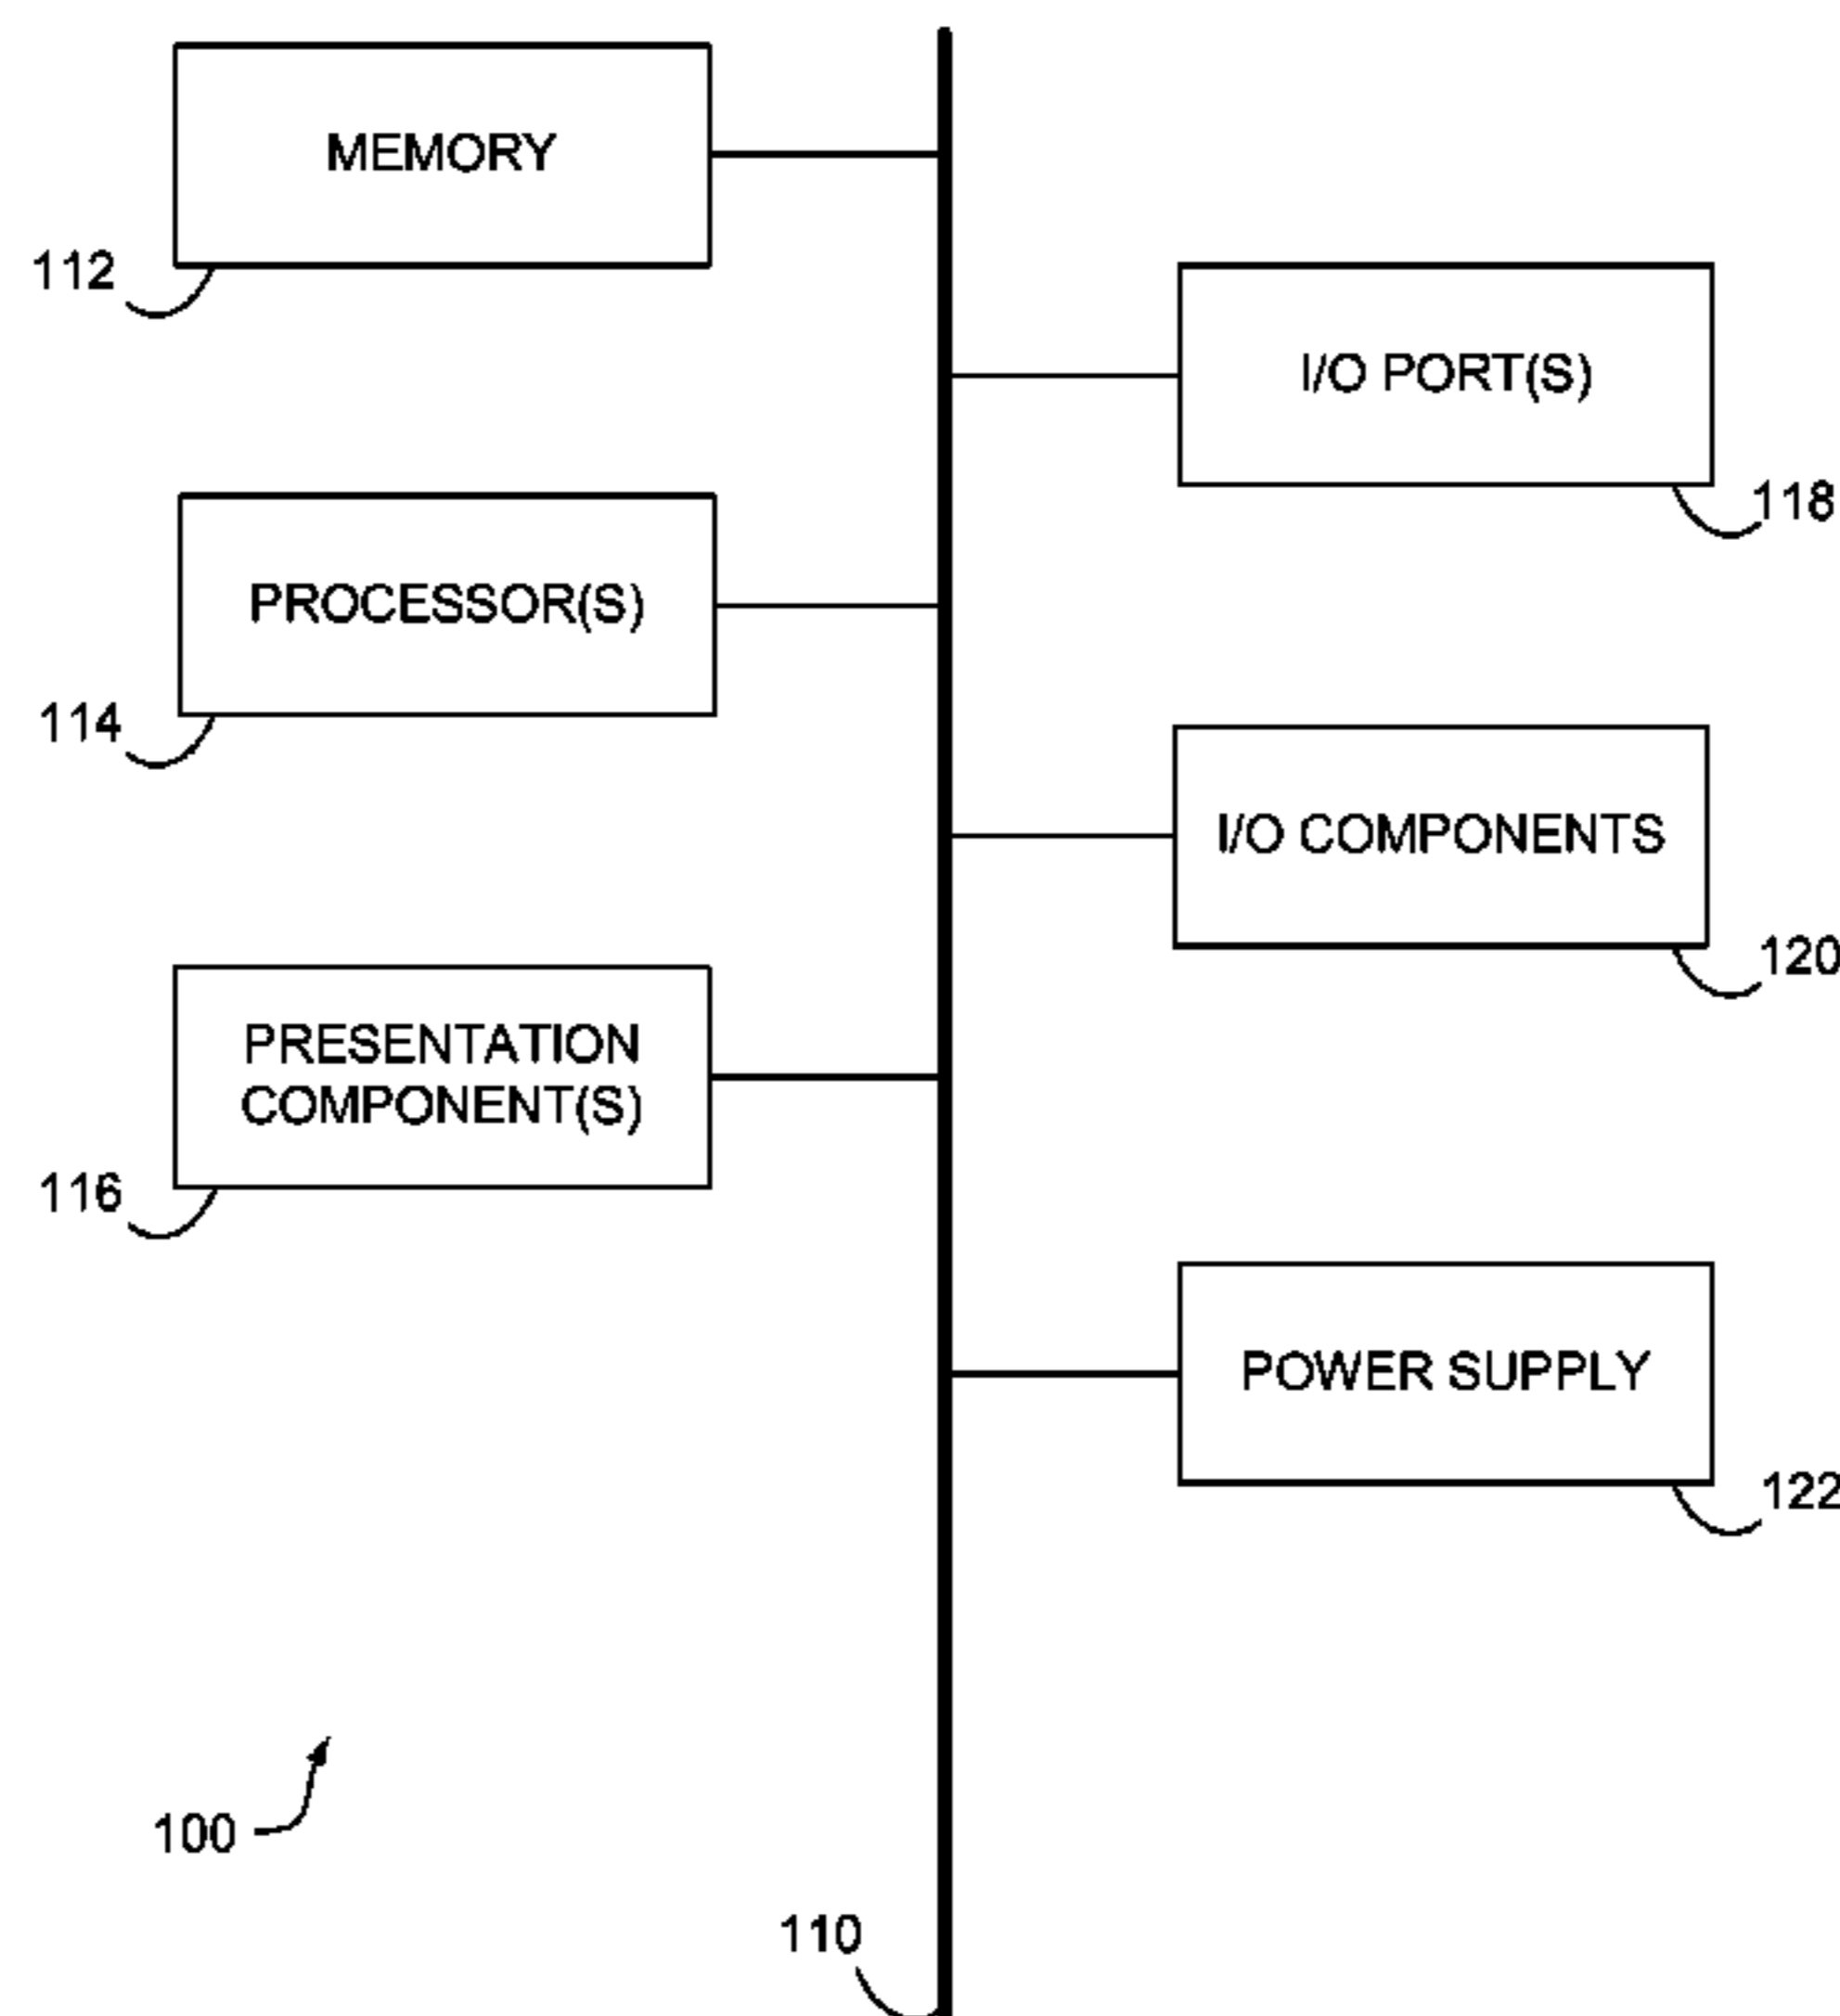 MEMORY
112
I/O PORT(S)
118
PROCESSOR(S)
114
I/O COMPONENTS
120
PRESENTATION
COMPONENT(S)
116
POWER SUPPLY
122
100
110